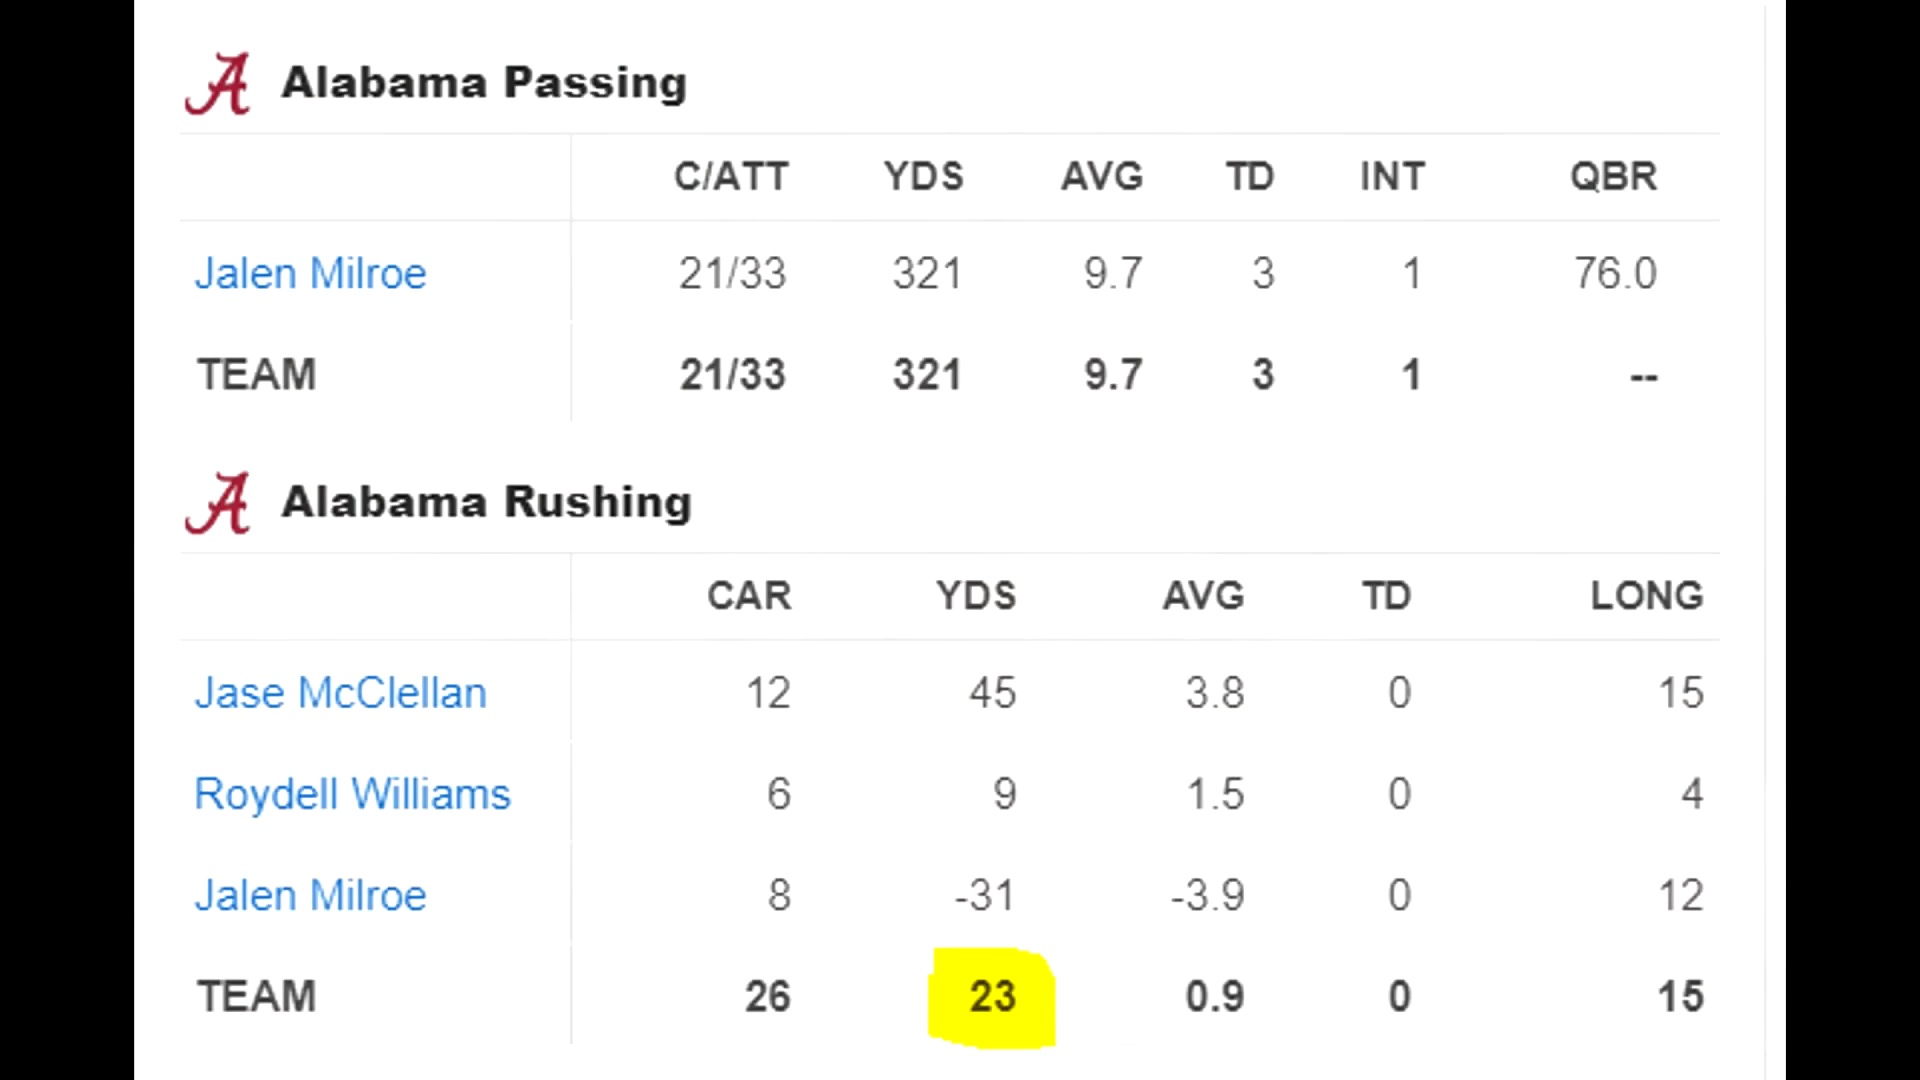 Alabama Passing
C/ATT YDS AVG TD INT QBR
Jalen Milroe 21/33 321 9.7 3 1 76.0
TEAM 21/33 321 9.7 3 1 --
Alabama Rushing
CAR YDS AVG TD LONG
Jase McClellan 12 45 3.8 0 15
Roydell Williams 6 9 1.5 0 4
Jalen Milroe 8 -31 -3.9 0 12
TEAM 26 23 0.9 0 15